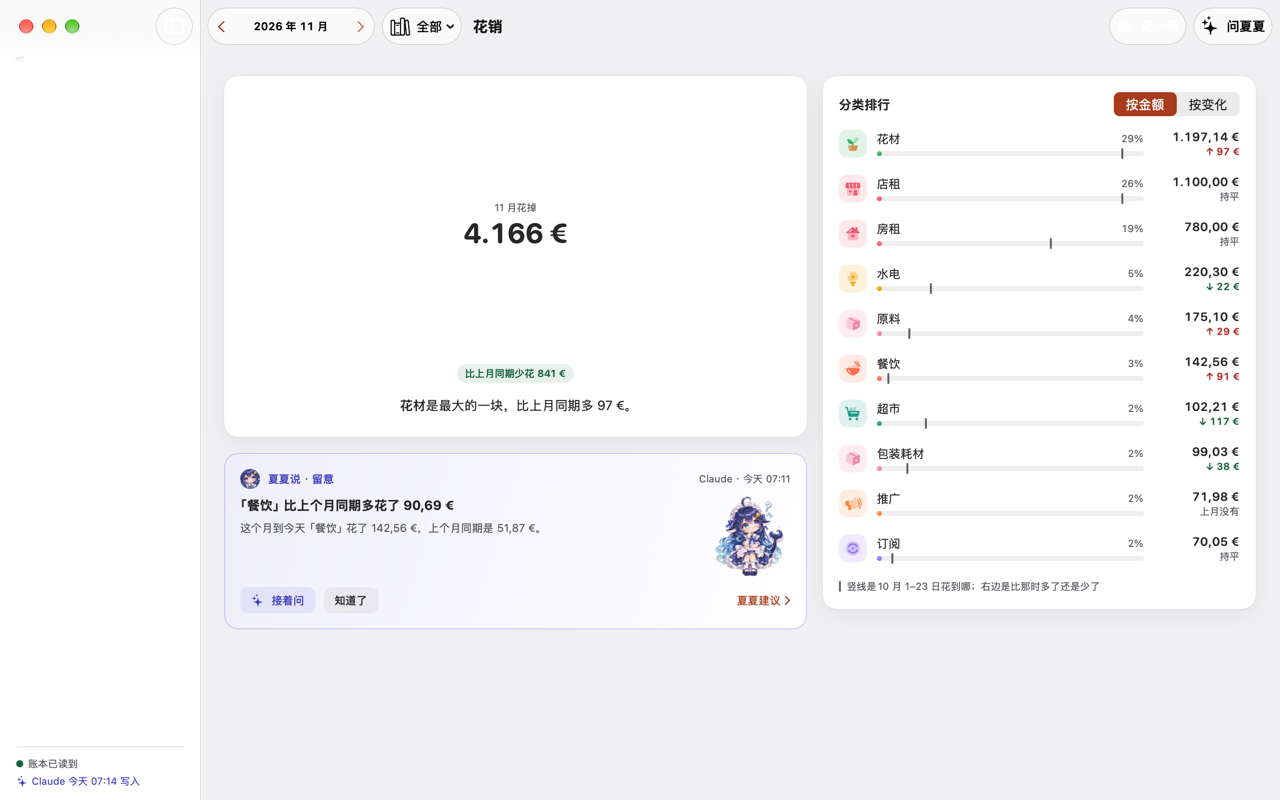 2026 年 11 月
全部
花销
问夏夏
11 月花掉
4.166 €
比上月同期少花 841 €
花材是最大的一块，比上月同期多 97 €。
夏夏说 · 留意
Claude · 今天 07:11
「餐饮」比上个月同期多花了 90,69 €
这个月到今天「餐饮」花了 142,56 €，上个月同期是 51,87 €。
接着问
知道了
夏夏建议
分类排行
按金额
按变化
花材
29%
1.197,14 €
↑ 97 €
店租
26%
1.100,00 €
持平
房租
19%
780,00 €
持平
水电
5%
220,30 €
↓ 22 €
原料
4%
175,10 €
↑ 29 €
餐饮
3%
142,56 €
↑ 91 €
超市
2%
102,21 €
↓ 117 €
包装耗材
2%
99,03 €
↓ 38 €
推广
2%
71,98 €
上月没有
订阅
2%
70,05 €
持平
竖线是 10 月 1–23 日花到哪；右边是比那时多了还是少了
账本已读到
Claude 今天 07:14 写入